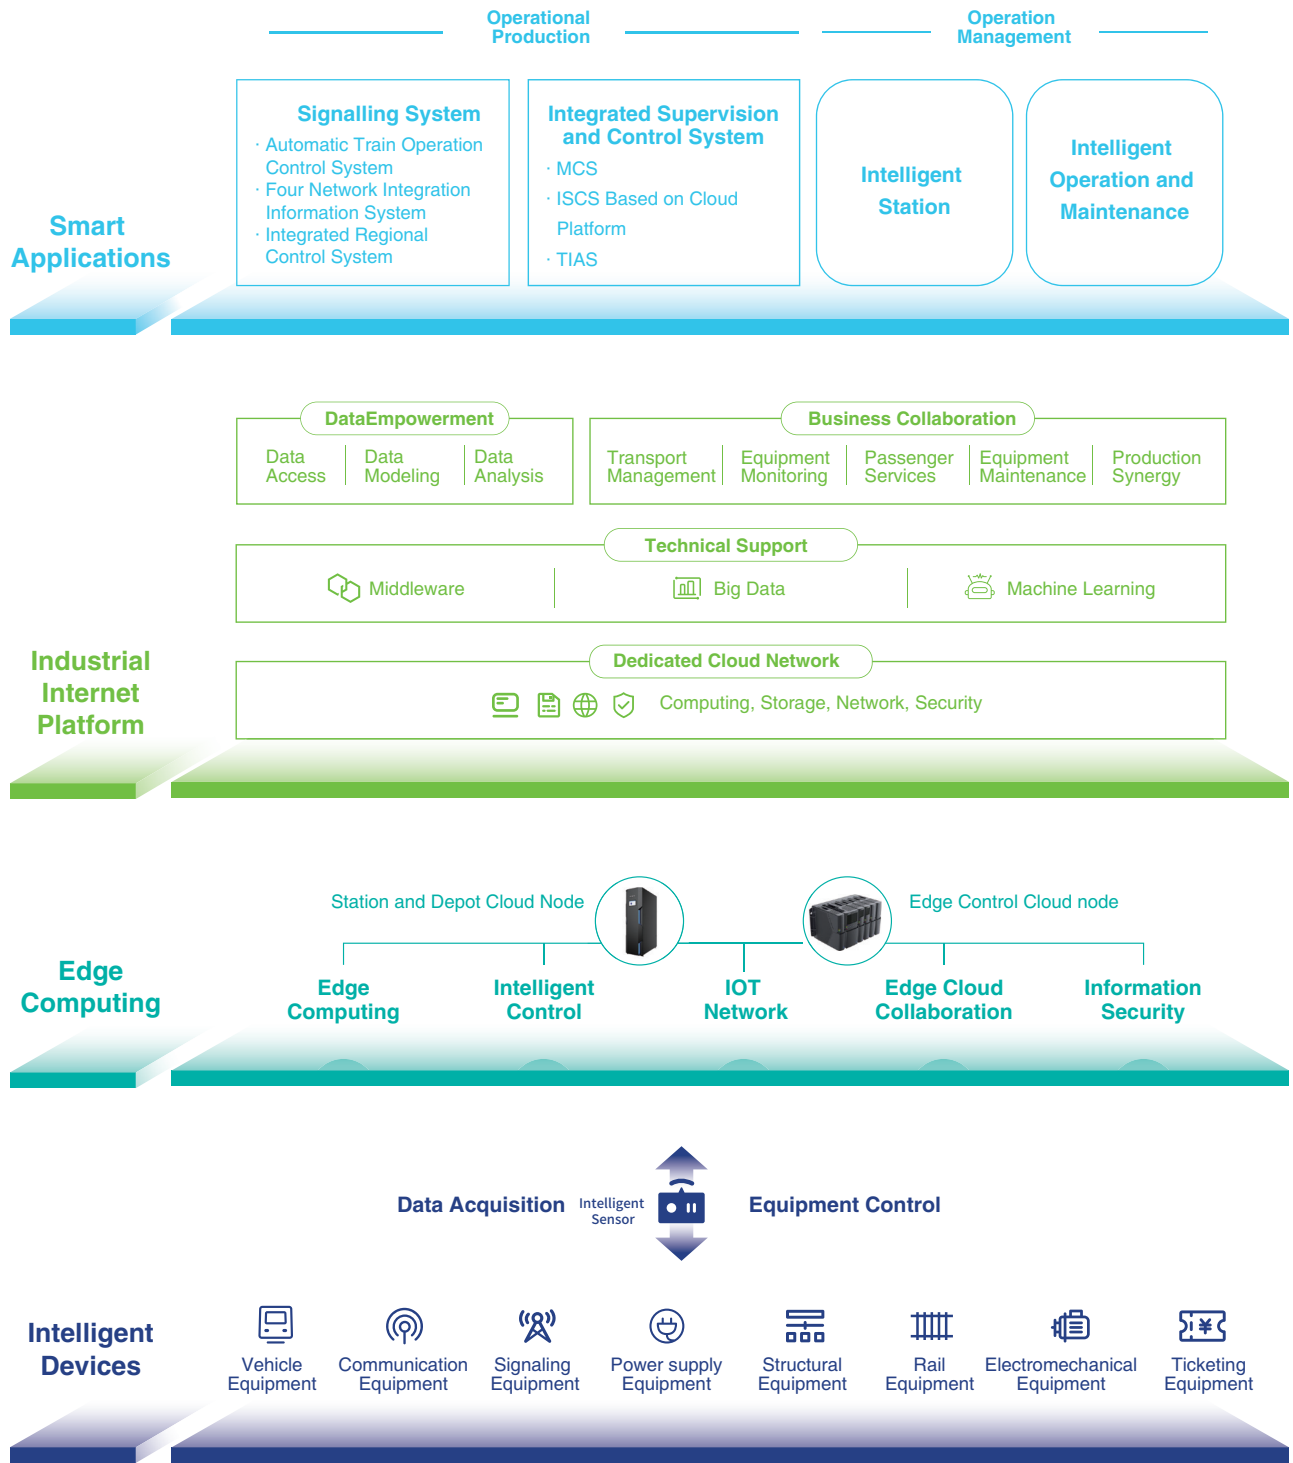 Operational
Production
Operation
Management
Signalling System
· Automatic Train Operation
Control System
· Four Network Integration
Information System
· Integrated Regional
Control System
Integrated Supervision
and Control System
· MCS
· ISCS Based on Cloud
Platform
· TIAS
Intelligent
Station
Intelligent
Operation and
Maintenance
Smart
Applications
DataEmpowerment
Data
Access
Data
Modeling
Data
Analysis
Business Collaboration
Transport
Management
Equipment
Monitoring
Passenger
Services
Equipment
Maintenance
Production
Synergy
Technical Support
Middleware
Big Data
Machine Learning
Industrial
Internet
Platform
Dedicated Cloud Network
Computing, Storage, Network, Security
Station and Depot Cloud Node
Edge Control Cloud node
Edge
Computing
Edge
Computing
Intelligent
Control
IOT
Network
Edge Cloud
Collaboration
Information
Security
Data Acquisition
Intelligent
Sensor
Equipment Control
Intelligent
Devices
Vehicle
Equipment
Communication
Equipment
Signaling
Equipment
Power supply
Equipment
Structural
Equipment
Rail
Equipment
Electromechanical
Equipment
¥
Ticketing
Equipment